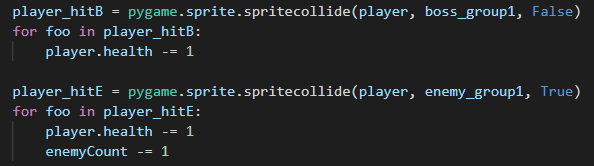 player_hitB = pygame.sprite.spritecollide(player, boss_group1, False)
for foo in player_hitB:
    player.health -= 1
player_hitE = pygame.sprite.spritecollide(player, enemy_group1, True)
for foo in player_hitE:
    player.health -= 1
    enemyCount -= 1